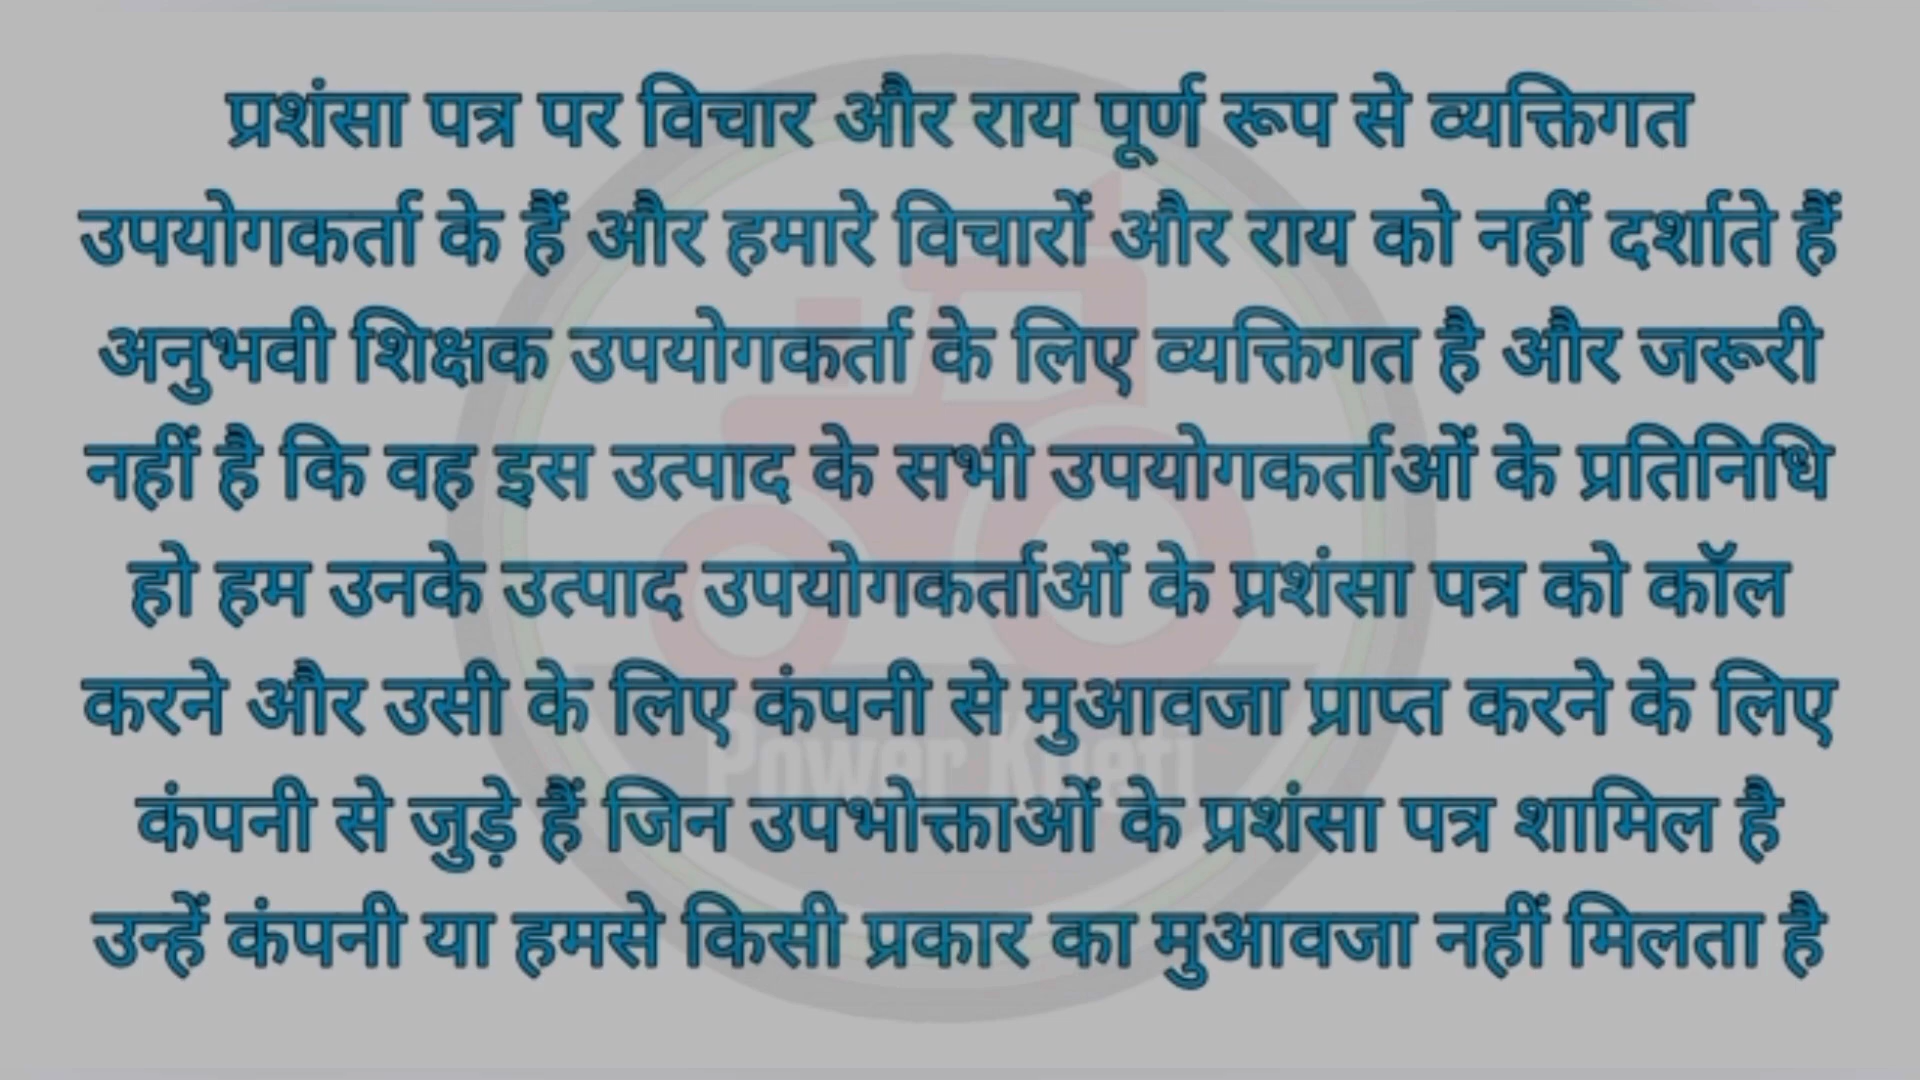 प्रशंसा पत्र पर विचार और राय पूर्ण रूप से व्यक्तिगत
उपयोगकर्ता के हैं और हमारे विचारों और राय को नहीं दर्शाते हैं
अनुभवी शिक्षक उपयोगकर्ता के लिए व्यक्तिगत है और जरूरी
नहीं है कि वह इस उत्पाद के सभी उपयोगकर्ताओं के प्रतिनिधि
हो हम उनके उत्पाद उपयोगकर्ताओं के प्रशंसा पत्र को कॉल
करने और उसी के लिए कंपनी से मुआवजा प्राप्त करने के लिए
Power Kheti
कंपनी से जुड़े हैं जिन उपभोक्ताओं के प्रशंसा पत्र शामिल है
उन्हें कंपनी या हमसे किसी प्रकार का मुआवजा नहीं मिलता है